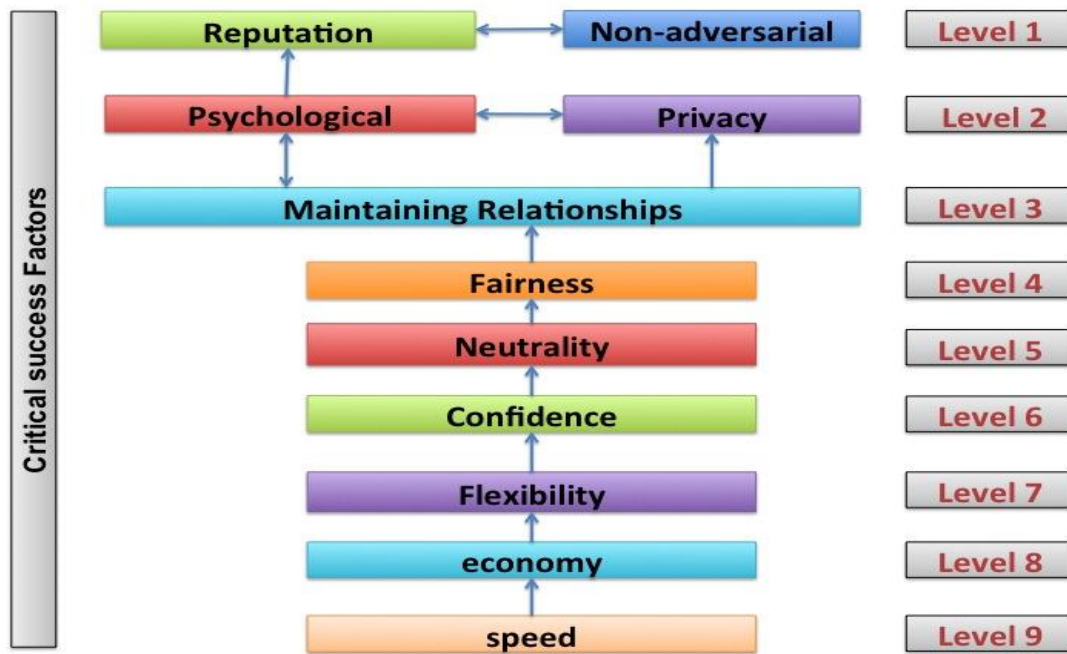 Critical success Factors
Reputation
Non-adversarial
Level 1
Psychological
Privacy
Level 2
Maintaining Relationships
Level 3
Fairness
Level 4
Neutrality
Level 5
Confidence
Level 6
Flexibility
Level 7
economy
Level 8
speed
Level 9